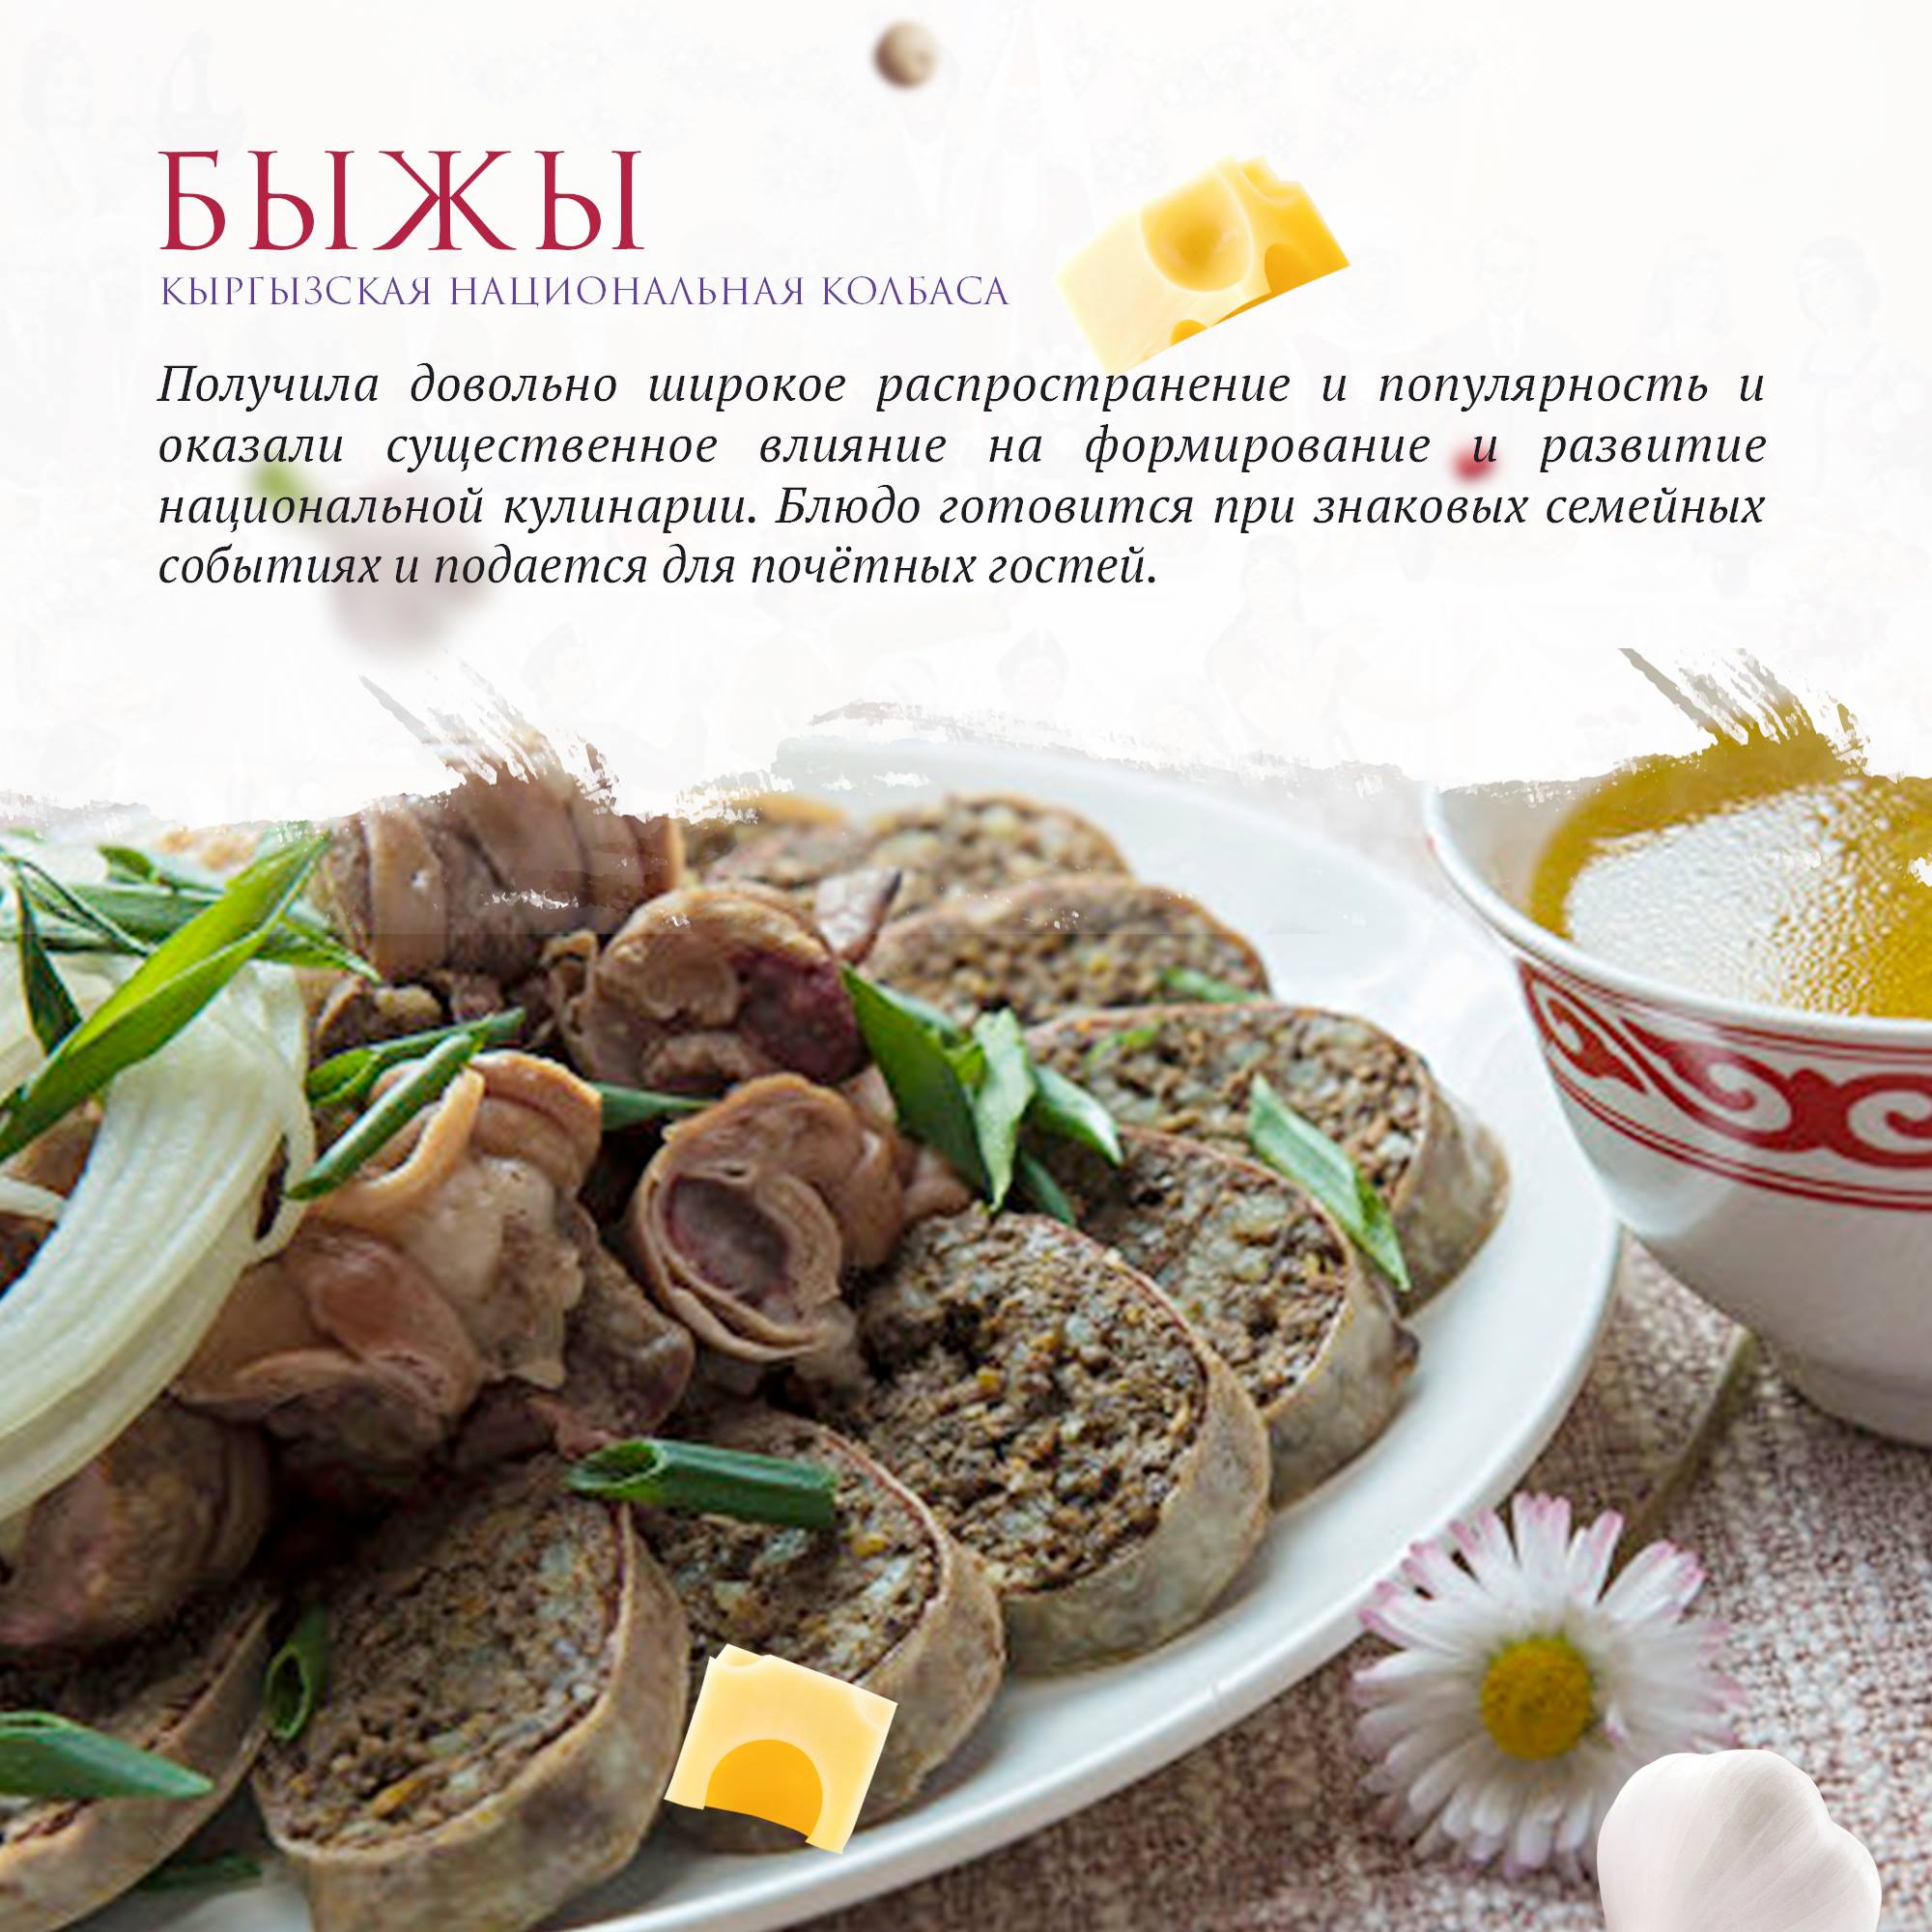 БЫЖЫ
КЫРГЫЗСКАЯ НАЦИОНАЛЬНАЯ КОЛБАСА
Получила довольно широкое распространение и популярность и
оказали существенное влияние на формирование и развитие
национальной кулинарии. Блюдо готовится при знаковых семейных
событиях и подается для почётных гостей.